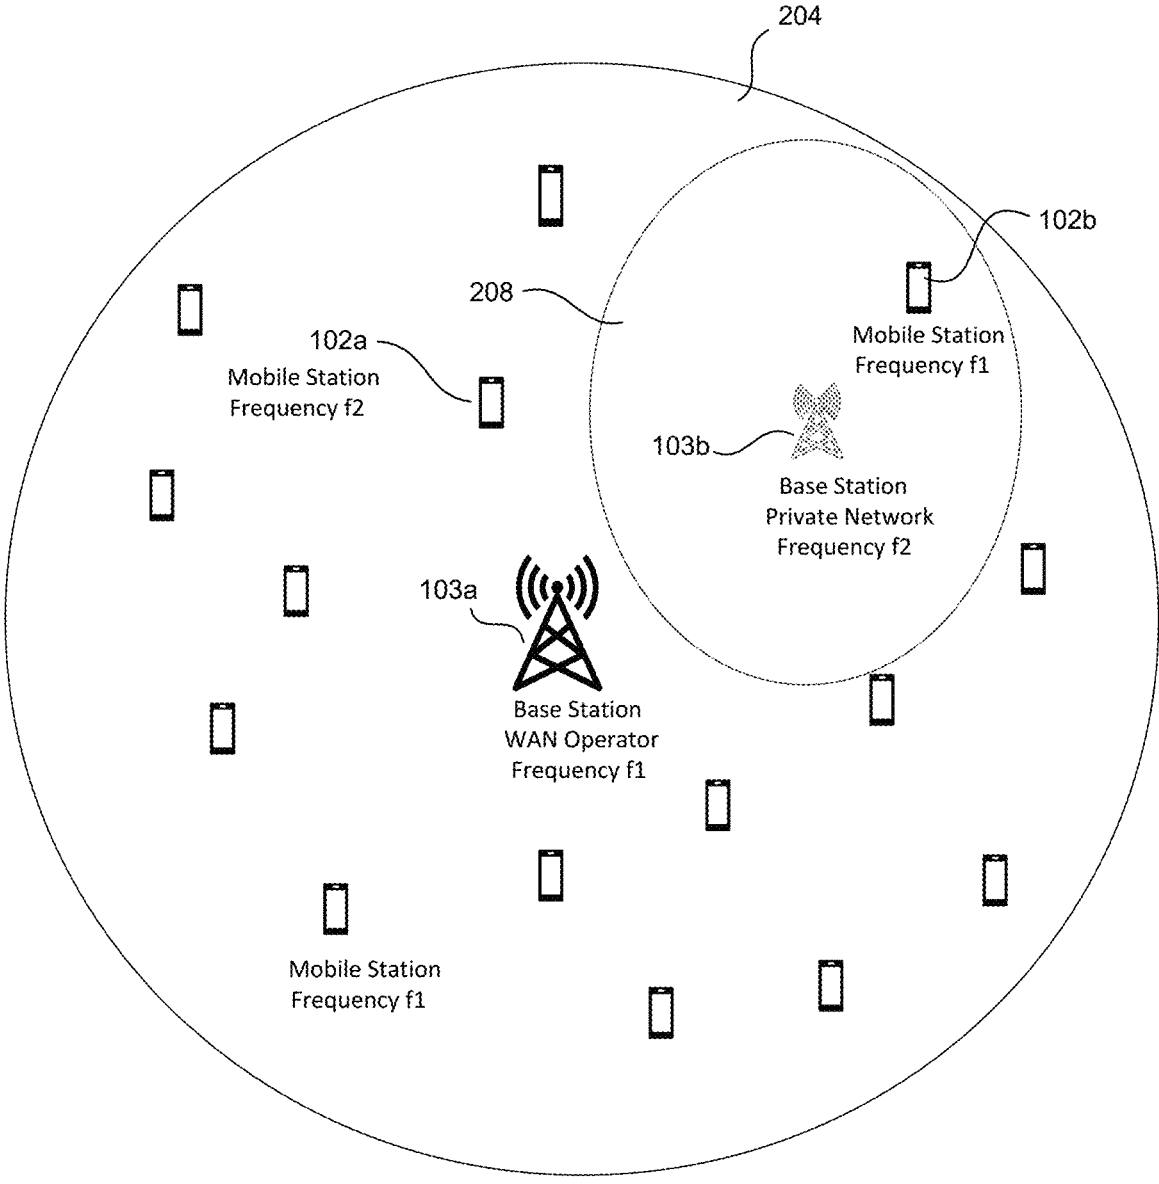 204
102b
208
Mobile Station
Frequency f1
102a
Mobile Station
Frequency f2
103b
Base Station
Private Network
Frequency f2
103a
Base Station
WAN Operator
Frequency f1
Mobile Station
Frequency f1